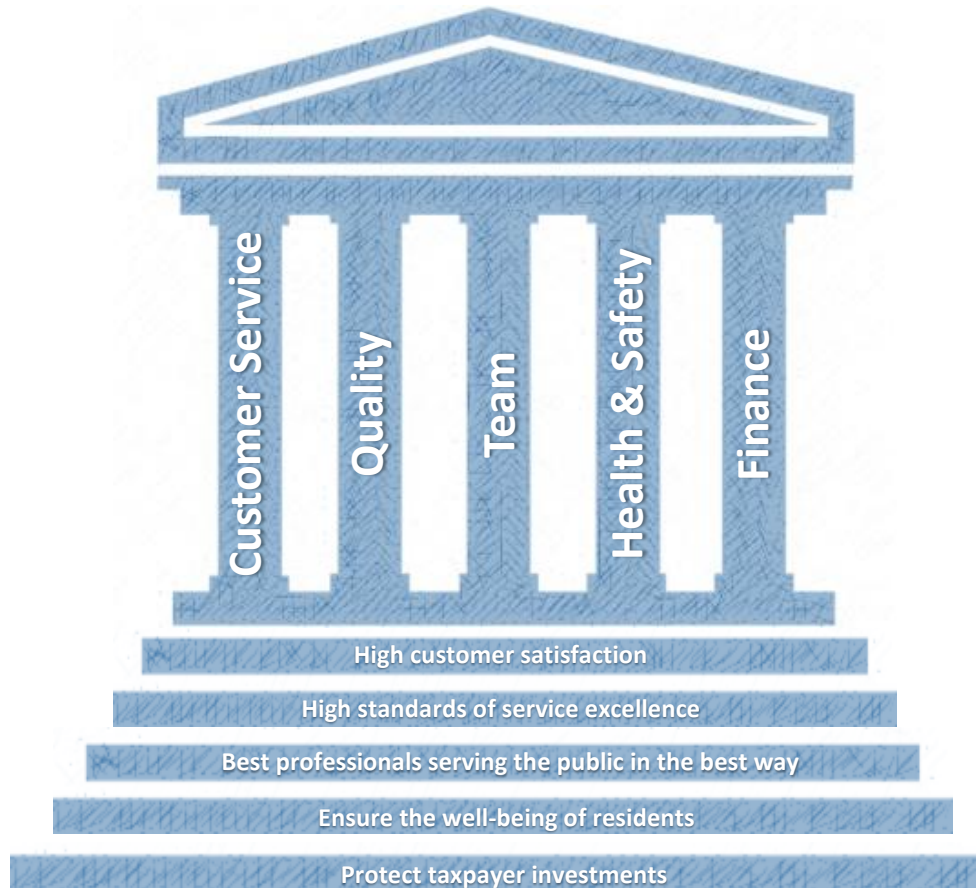 Customer Service
Quality
Team
Health & Safety
Finance
High customer satisfaction
High standards of service excellence
Best professionals serving the public in the best way
Ensure the well-being of residents
Protect taxpayer investments